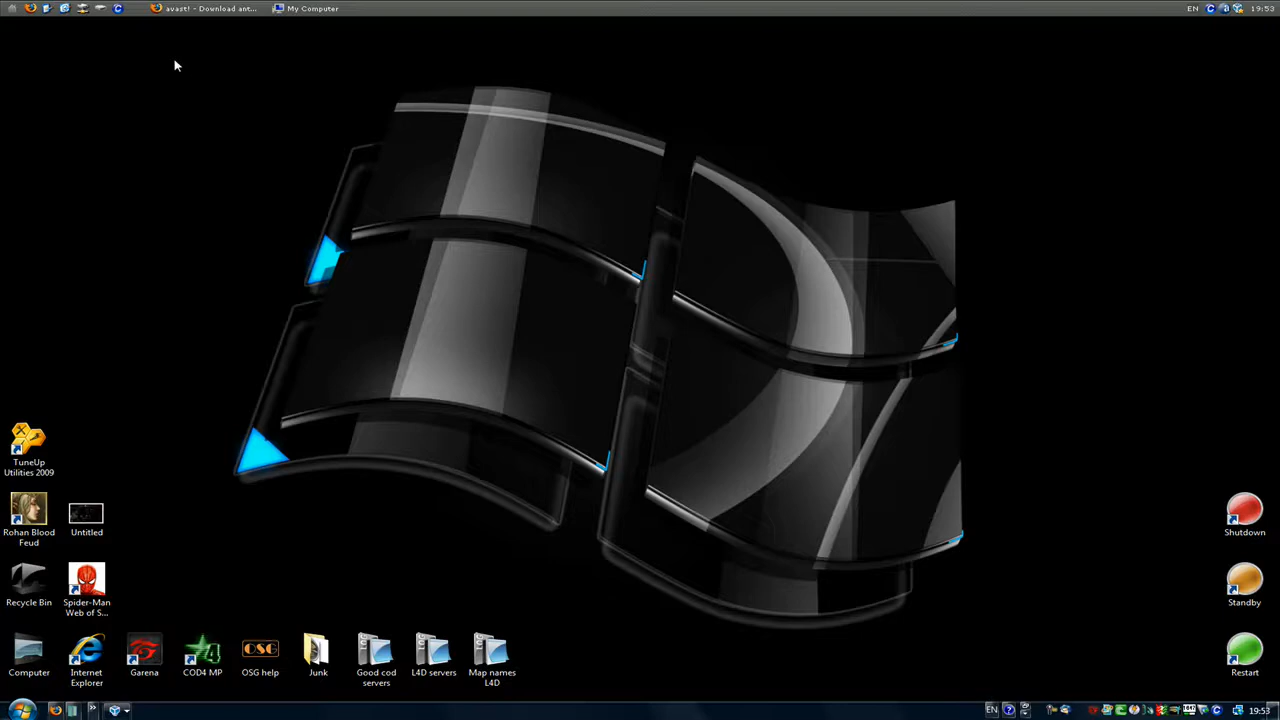 avast! - Download ant...
My Computer
EN
19:53
TuneUp
Utilities 2009
Rohan Blood
Feud
Untitled
Shutdown
Recycle Bin
Spider-Man
Web of S...
Standby
Computer
Internet
Explorer
Garena
COD4 MP
OSG
OSG help
Junk
Good cod
servers
L4D servers
Map names
L4D
Restart
EN
19:53